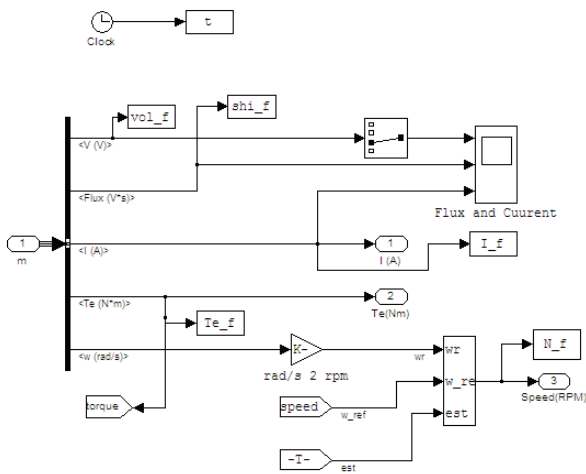 t
Clock
shi_f
vol_f
<V (V)>
<Flux (V*s)>
Flux and Cuurent
1
m
<I (A)>
1
I (A)
I_f
2
<Te (N*m)>
Te(Nm)
Te_f
<w (rad/s)>
K-
rad/s 2 rpm
wr
wr
N_f
torque
speed
w_ref
w_re
3
Speed(RPM)
-T-
est
est